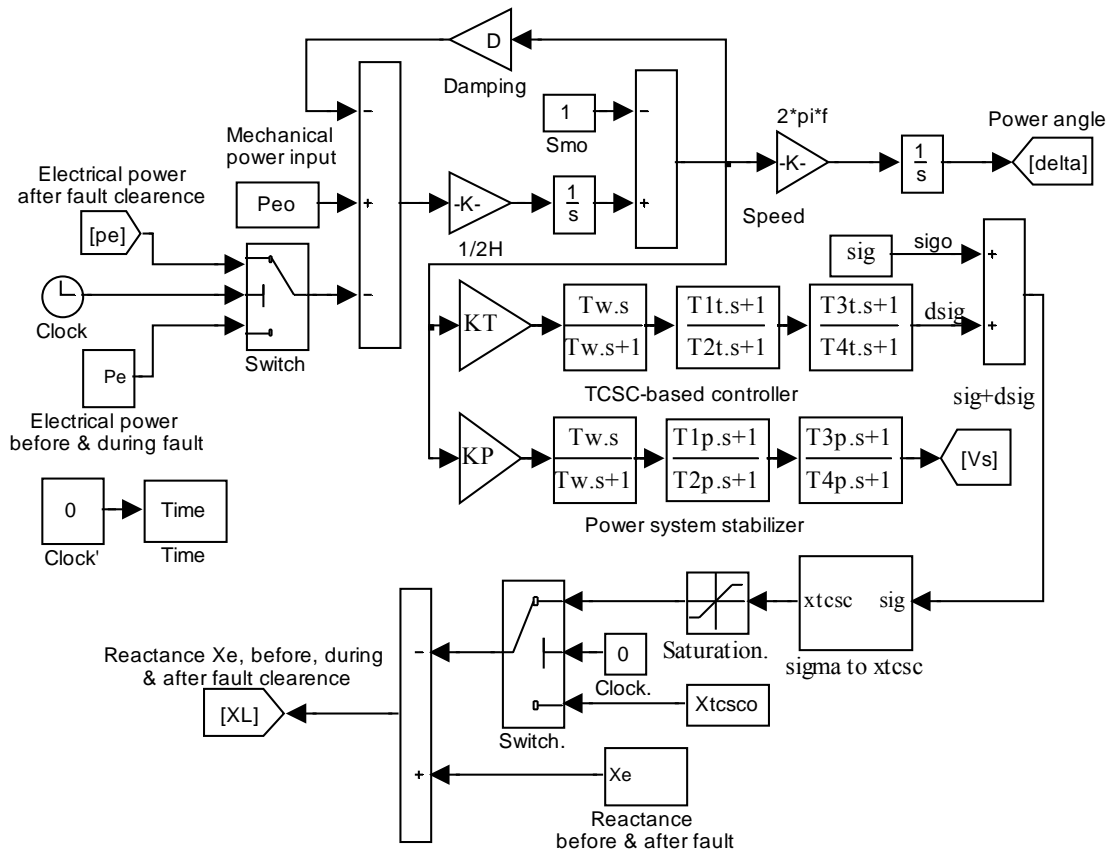 D
Damping
−
−
1
Smo
2*pi*f
Power angle
Mechanical
power input
Electrical power
after fault clearence
-K-
1
s
[delta]
Peo
+
-K-
1
s
+
Speed
[pe]
1/2H
sig
sigo
+
−
Clock
KT
Tw.s
Tw.s+1
T1t.s+1
T2t.s+1
T3t.s+1
T4t.s+1
dsig
+
Switch
Pe
TCSC-based controller
sig+dsig
Electrical power
before & during fault
KP
Tw.s
Tw.s+1
T1p.s+1
T2p.s+1
T3p.s+1
T4p.s+1
[Vs]
0
Time
Power system stabilizer
Clock'
Time
xtcsc
sig
−
0
Saturation.
sigma to xtcsc
Reactance Xe, before, during
& after fault clearence
Clock.
[XL]
Xtcsco
Switch.
+
Xe
Reactance
before & after fault